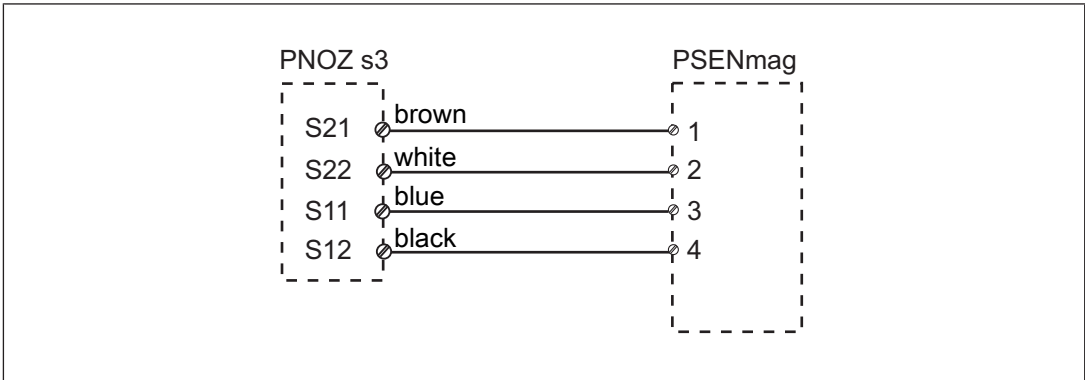 PNOZ s3 PSENmag
S21 brown 1
S22 white 2
S11 blue 3
S12 black 4